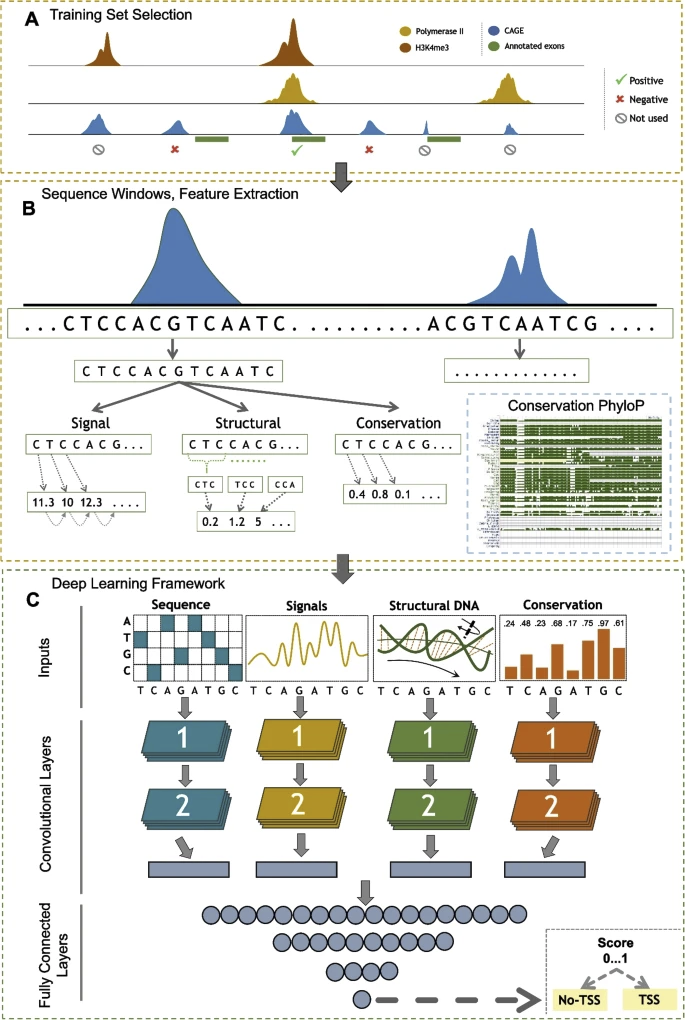 A Training Set Selection
Polymerase II
CAGE
H3K4me3
Annotated exons
Positive
Negative
Not used
B Sequence Windows, Feature Extraction
...CTCCACGTCAATC.........ACGTCAATCG....
CTCCACGTCAATC
.............
Signal
Structural
Conservation
Conservation PhyloP
CTCCACG...
CTCCACG...
CTCCACG...
CTC
TCC
CCA
11.3 10 12.3 ....
0.4 0.8 0.1 ...
0.2 1.2 5 ...
C Deep Learning Framework
Inputs
Sequence
Signals
Structural DNA
Conservation
A
T
G
C
.24 .48 .23 .68 .17 .75 .97 .61
TCAGATGC
TCAGATGC
TCAGATGC
TCAGATGC
Convolutional Layers
1
1
1
1
2
2
2
2
Fully Connected
Layers
Score
0...1
No-TSS
TSS